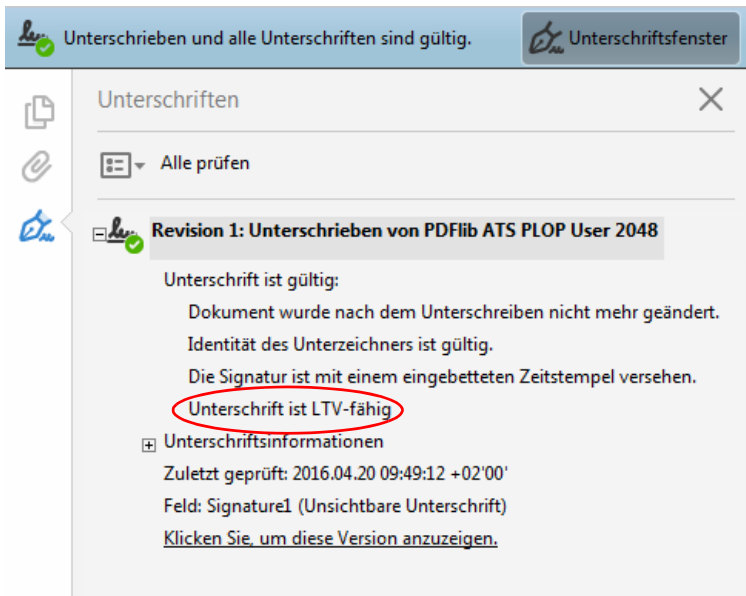 Unterschrieben und alle Unterschriften sind gültig.
Unterschriftsfenster
Unterschriften
Alle prüfen
Revision 1: Unterschrieben von PDFlib ATS PLOP User 2048
Unterschrift ist gültig:
Dokument wurde nach dem Unterschreiben nicht mehr geändert.
Identität des Unterzeichners ist gültig.
Die Signatur ist mit einem eingebetteten Zeitstempel versehen.
Unterschrift ist LTV-fähig
Unterschriftsinformationen
Zuletzt geprüft: 2016.04.20 09:49:12 +02'00'
Feld: Signature1 (Unsichtbare Unterschrift)
Klicken Sie, um diese Version anzuzeigen.